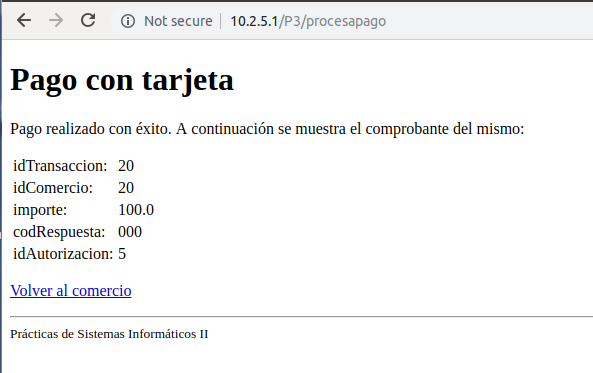 Not secure | 10.2.5.1/P3/procesapago
Pago con tarjeta
Pago realizado con éxito. A continuación se muestra el comprobante del mismo:
idTransaccion: 20
idComercio: 20
importe: 100.0
codRespuesta: 000
idAutorizacion: 5
Volver al comercio
Prácticas de Sistemas Informáticos II